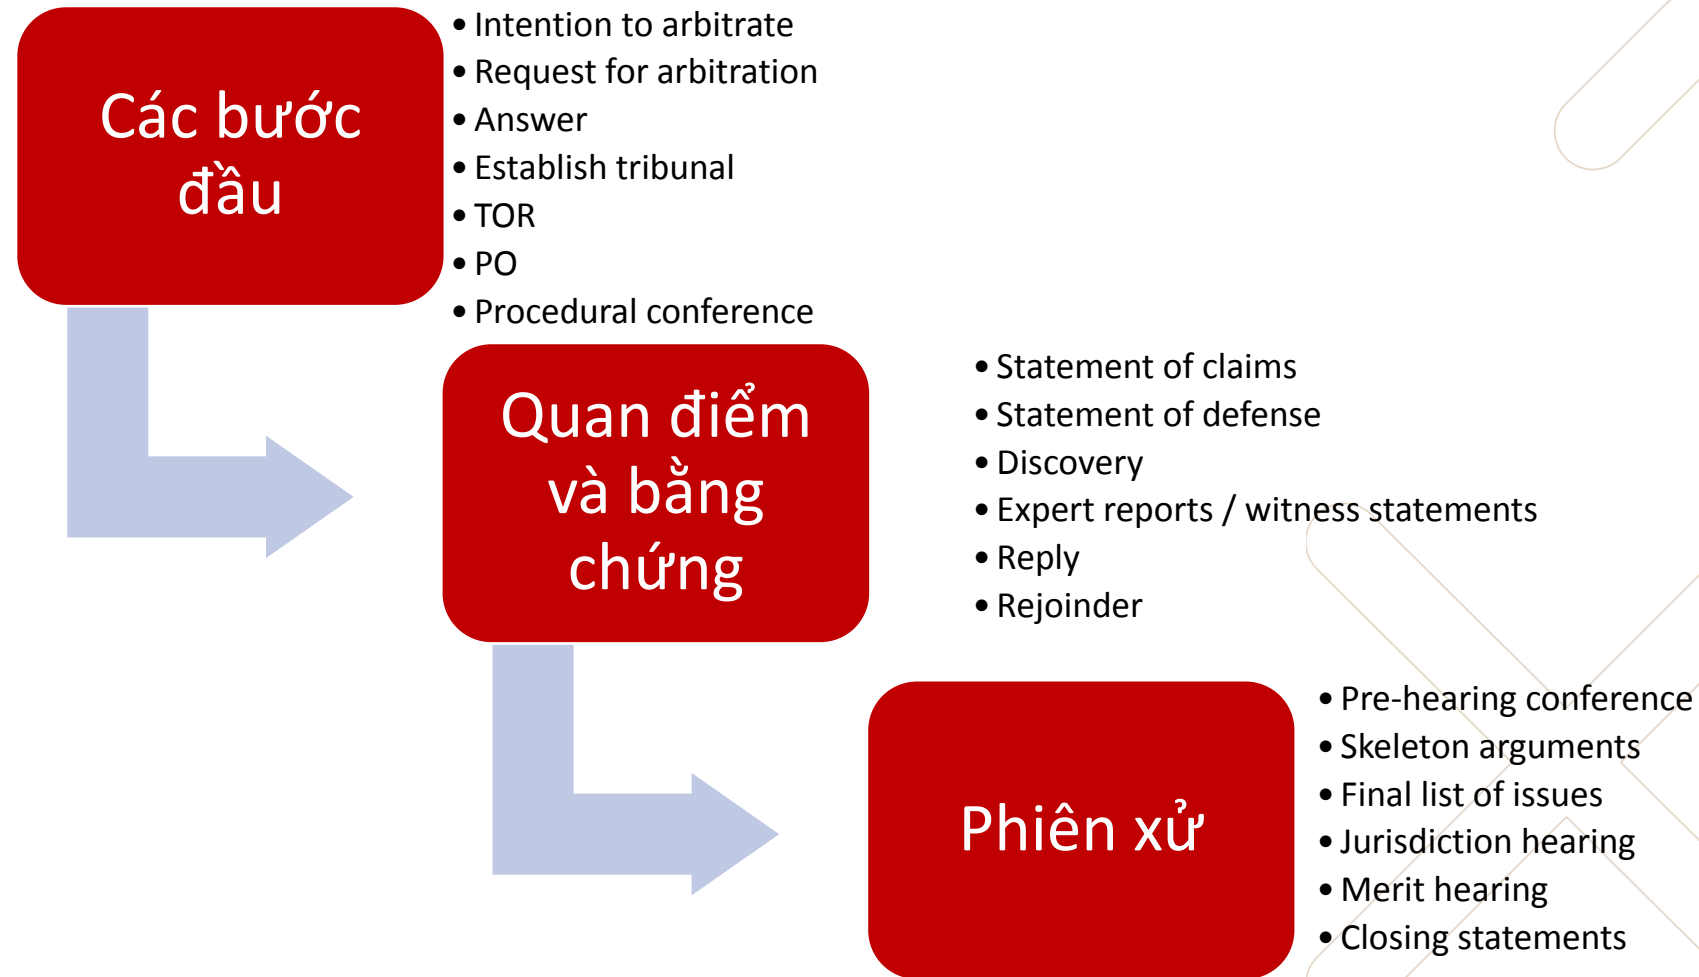 Các bước
đầu
• Intention to arbitrate
• Request for arbitration
• Answer
• Establish tribunal
• TOR
• PO
• Procedural conference
Quan điểm
và bằng
chứng
• Statement of claims
• Statement of defense
• Discovery
• Expert reports / witness statements
• Reply
• Rejoinder
Phiên xử
• Pre-hearing conference
• Skeleton arguments
• Final list of issues
• Jurisdiction hearing
• Merit hearing
• Closing statements